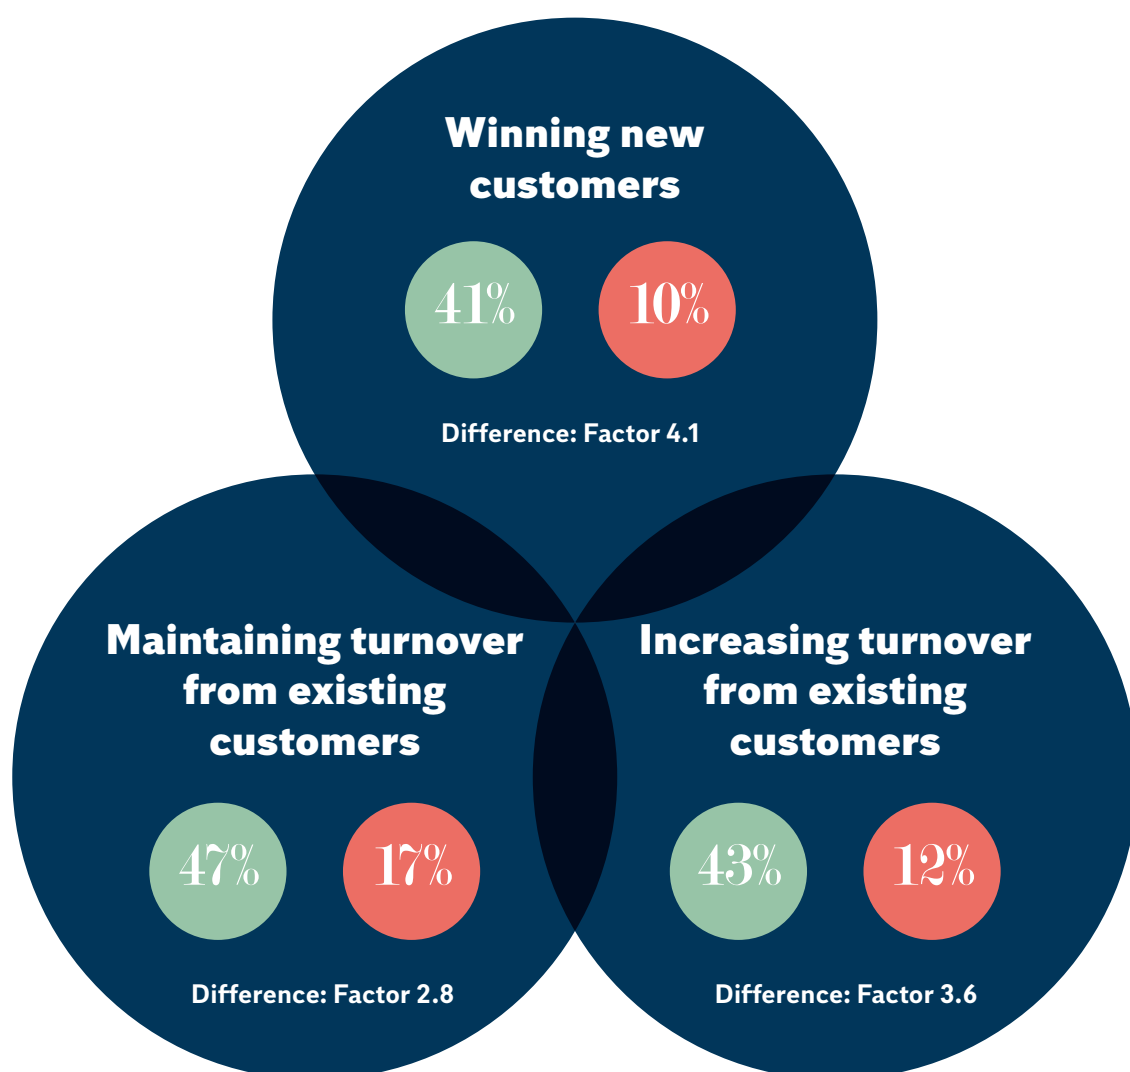 Winning new
customers
41% 10%
Difference: Factor 4.1
Maintaining turnover
from existing
customers
47% 17%
Difference: Factor 2.8
Increasing turnover
from existing
customers
43% 12%
Difference: Factor 3.6